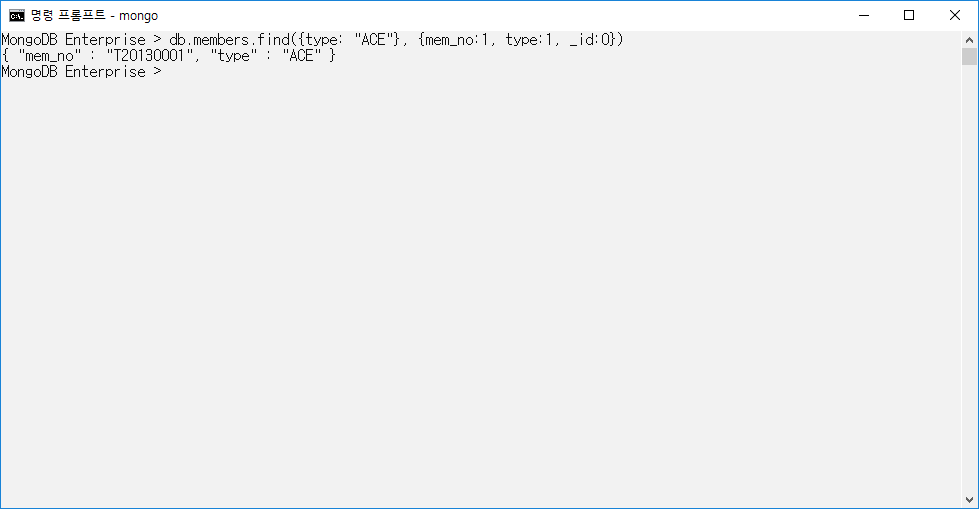 명령 프롬프트 - mongo
MongoDB Enterprise > db.members.find({type: "ACE"}, {mem_no:1, type:1, _id:0})
{ "mem_no" : "T20130001", "type" : "ACE" }
MongoDB Enterprise >